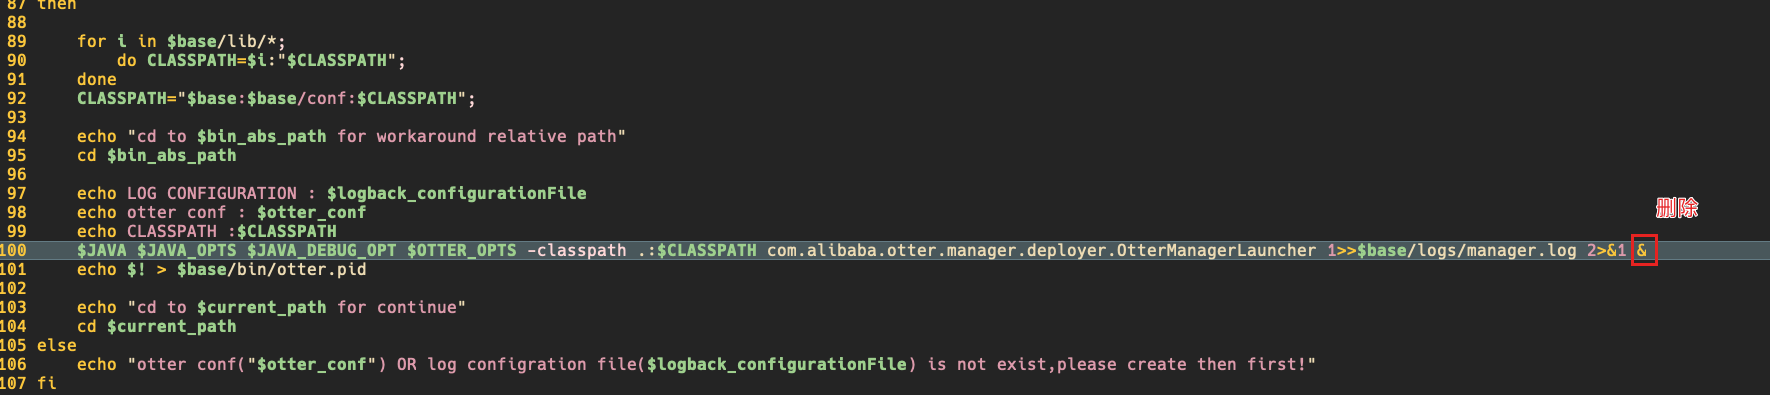 87 then
88
89     for i in $base/lib/*;
90         do CLASSPATH=$i:"$CLASSPATH";
91     done
92     CLASSPATH="$base:$base/conf:$CLASSPATH";
93
94     echo "cd to $bin_abs_path for workaround relative path"
95     cd $bin_abs_path
96
97     echo LOG CONFIGURATION : $logback_configurationFile
98     echo otter conf : $otter_conf
删除
99     echo CLASSPATH :$CLASSPATH
100     $JAVA $JAVA_OPTS $JAVA_DEBUG_OPT $OTTER_OPTS -classpath .:$CLASSPATH com.alibaba.otter.manager.deployer.OtterManagerLauncher 1>>$base/logs/manager.log 2>&1 &
101     echo $! > $base/bin/otter.pid
102
103     echo "cd to $current_path for continue"
104     cd $current_path
105 else
106     echo "otter conf("$otter_conf") OR log configration file($logback_configurationFile) is not exist,please create then first!"
107 fi